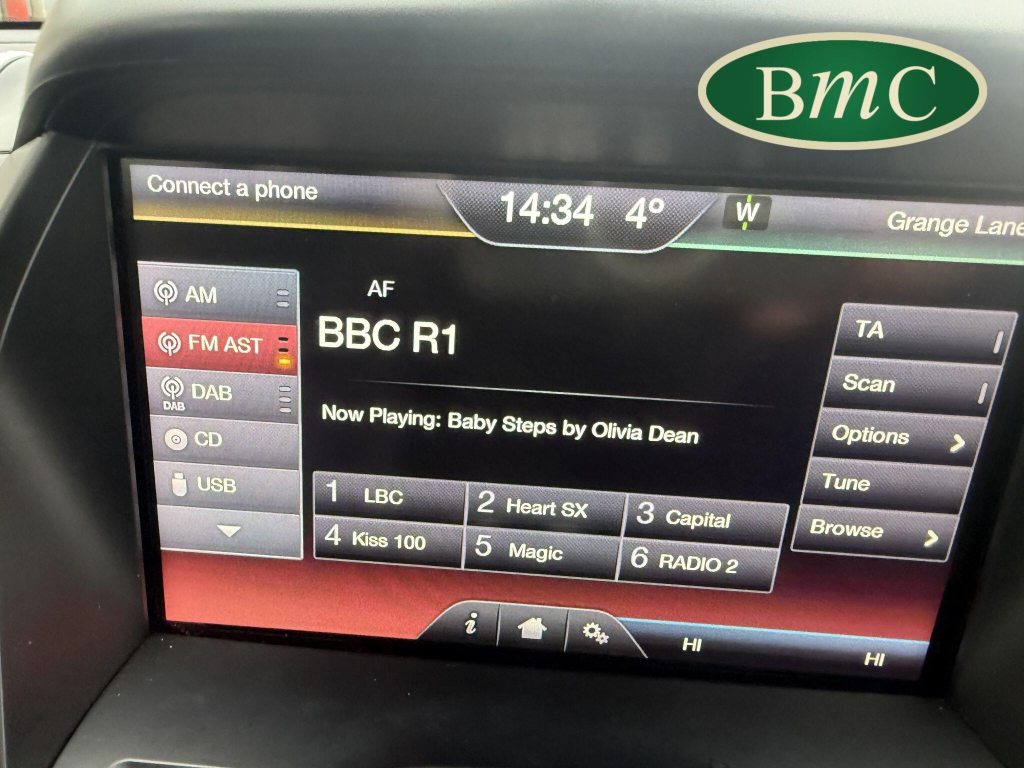 BmC
Connect a phone
14:34 4°
W
Grange Lane
AM
FM AST
DAB
DAB
CD
USB
AF
BBC R1
Now Playing: Baby Steps by Olivia Dean
1 LBC
2 Heart SX
3 Capital
4 Kiss 100
5 Magic
6 RADIO 2
TA
Scan
Options
Tune
Browse
i
HI
HI